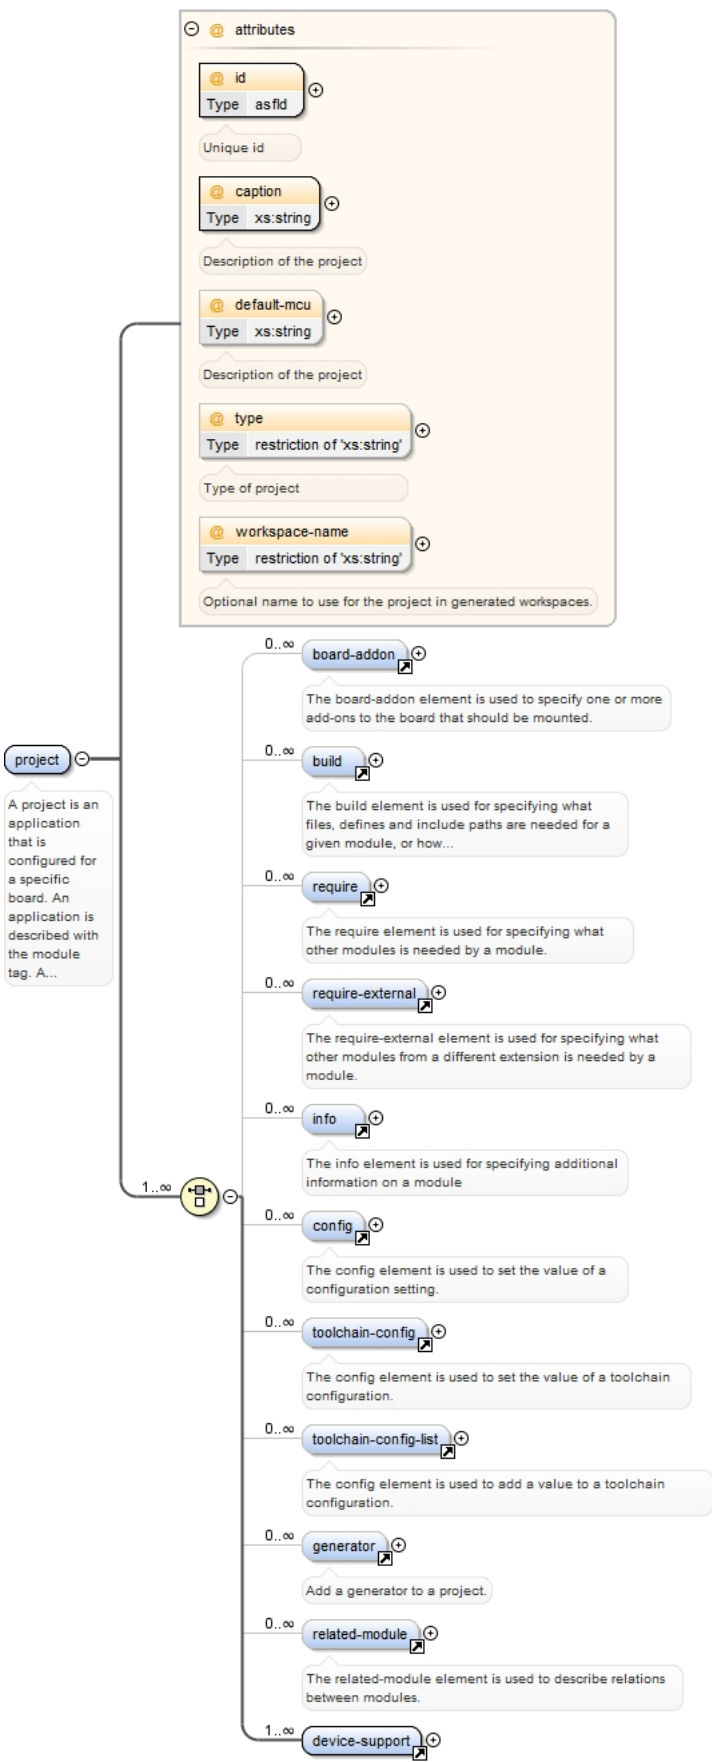 @ attributes
@ id
Type asfId
Unique id
@ caption
Type xs:string
Description of the project
@ default-mcu
Type xs:string
Description of the project
@ type
Type restriction of 'xs:string'
Type of project
@ workspace-name
Type restriction of 'xs:string'
Optional name to use for the project in generated workspaces.
project
A project is an
application
that is
configured for
a specific
board. An
application is
described with
the module
tag. A...
1..∞
0..∞
board-addon
The board-addon element is used to specify one or more
add-ons to the board that should be mounted.
0..∞
build
The build element is used for specifying what
files, defines and include paths are needed for a
given module, or how...
0..∞
require
The require element is used for specifying what
other modules is needed by a module.
0..∞
require-external
The require-external element is used for specifying what
other modules from a different extension is needed by a
module.
0..∞
info
The info element is used for specifying additional
information on a module
0..∞
config
The config element is used to set the value of a
configuration setting.
0..∞
toolchain-config
The config element is used to set the value of a toolchain
configuration.
0..∞
toolchain-config-list
The config element is used to add a value to a toolchain
configuration.
0..∞
generator
Add a generator to a project.
0..∞
related-module
The related-module element is used to describe relations
between modules.
1..∞
device-support